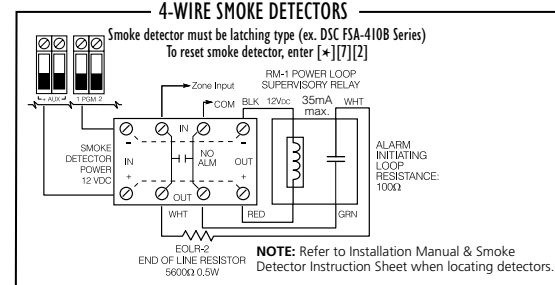 4-WIRE SMOKE DETECTORS
Smoke detector must be latching type (ex. DSC FSA-410B Series)
To reset smoke detector, enter [*][7][2]
+ AUX -
1 PGM 2
Zone Input
COM
RM-1 POWER LOOP
SUPERVISORY RELAY
BLK
12VDC
35mA
max.
WHT
SMOKE
DETECTOR
POWER
12 VDC
-
IN
-
IN
NO
ALM
OUT
+
OUT
+
ALARM
INITIATING
LOOP
RESISTANCE:
100Ω
WHT
RED
GRN
EOLR-2
END OF LINE RESISTOR
5600Ω 0.5W
NOTE: Refer to Installation Manual & Smoke
Detector Instruction Sheet when locating detectors.